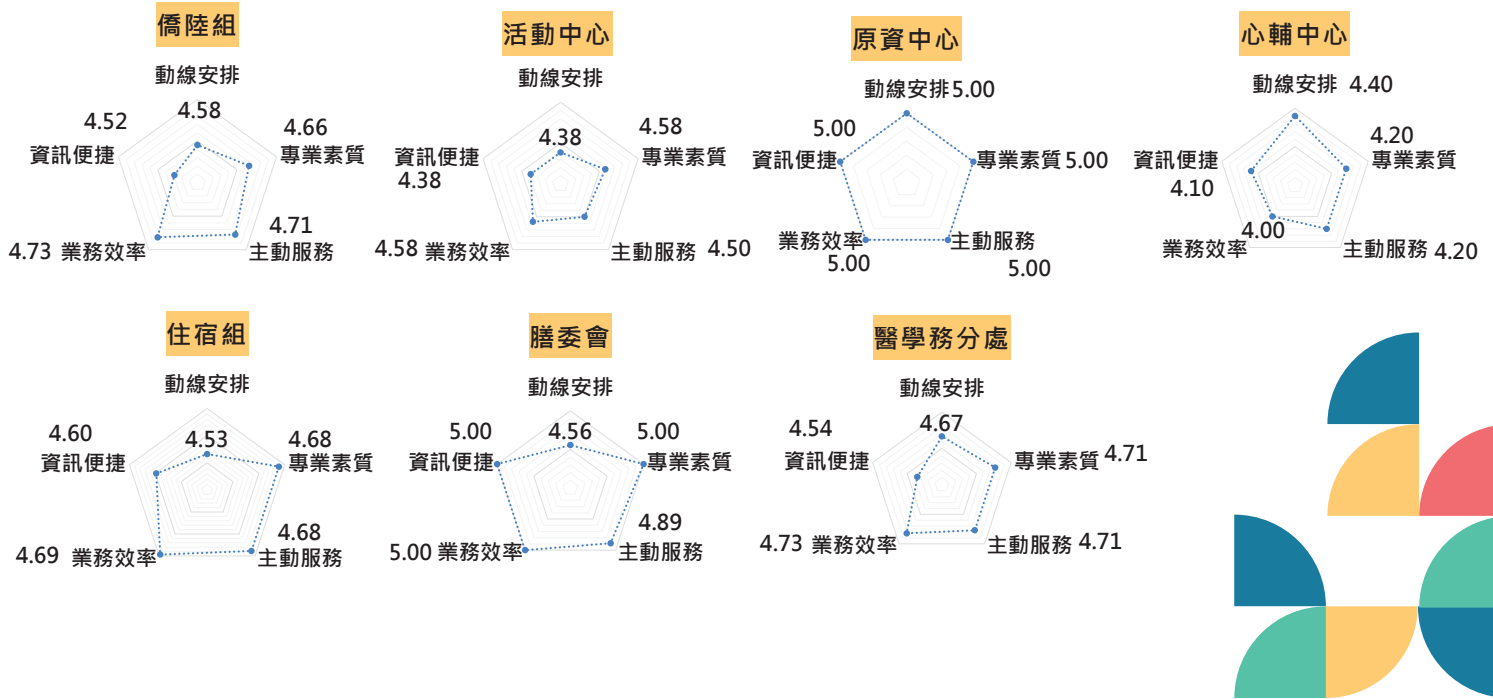 僑陸組
動線安排
4.58
4.52
4.66
資訊便捷
專業素質
4.71
4.73 業務效率
主動服務
活動中心
動線安排
4.38
4.58
資訊便捷
專業素質
4.38
4.58 業務效率
主動服務 4.50
原資中心
動線安排 5.00
5.00
資訊便捷
專業素質 5.00
業務效率
主動服務
5.00
5.00
心輔中心
動線安排 4.40
4.20
資訊便捷
專業素質
4.10
4.00
業務效率
主動服務 4.20
住宿組
動線安排
4.60
4.53
4.68
資訊便捷
專業素質
4.68
4.69 業務效率
主動服務
膳委會
動線安排
5.00
4.56
5.00
資訊便捷
專業素質
4.89
5.00 業務效率
主動服務
醫學務分處
動線安排
4.67
4.54
資訊便捷
專業素質 4.71
4.73 業務效率
主動服務 4.71